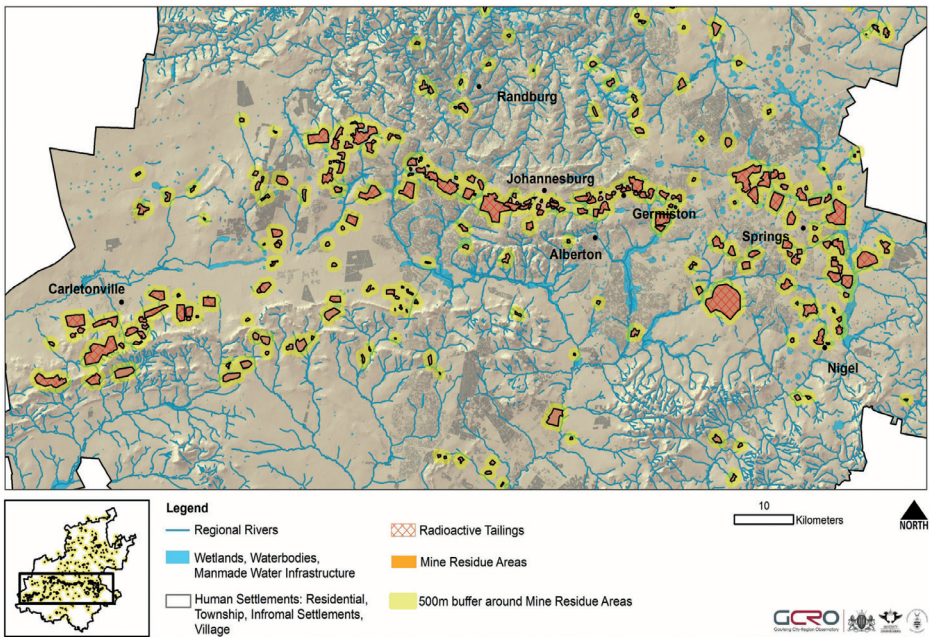 Randburg
Johannesburg
Germiston
Springs
Alberton
Carletonville
Nigel
Legend
Regional Rivers
Wetlands, Waterbodies,
Manmade Water Infrastructure
Human Settlements: Residential,
Township, Infromal Settlements,
Village
Radioactive Tailings
Mine Residue Areas
500m buffer around Mine Residue Areas
10
Kilometers
NORTH
GCRO
Gauteng City-Region Observatory